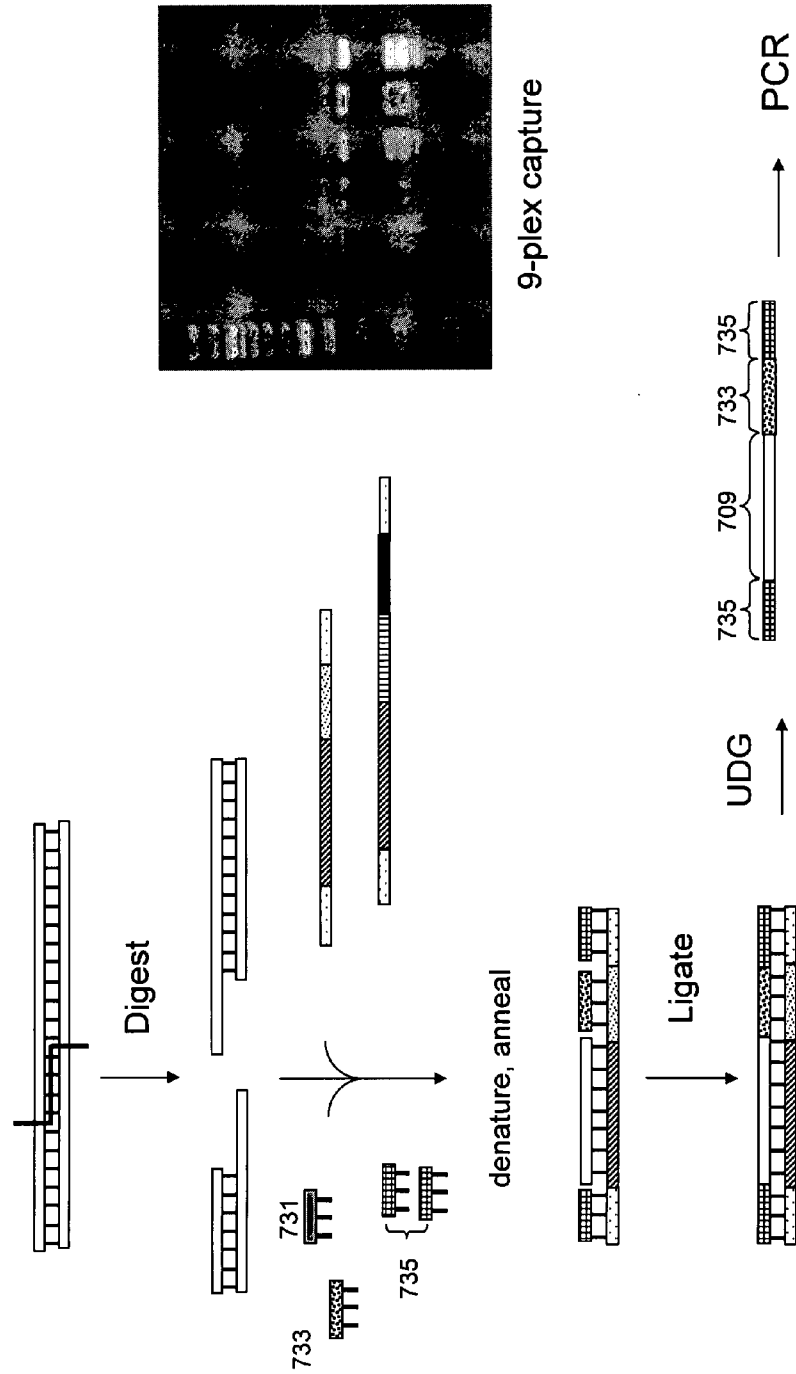 Digest
733
731
735
denature, anneal
Ligate
UDG
735
709
733
735
PCR
9-plex capture